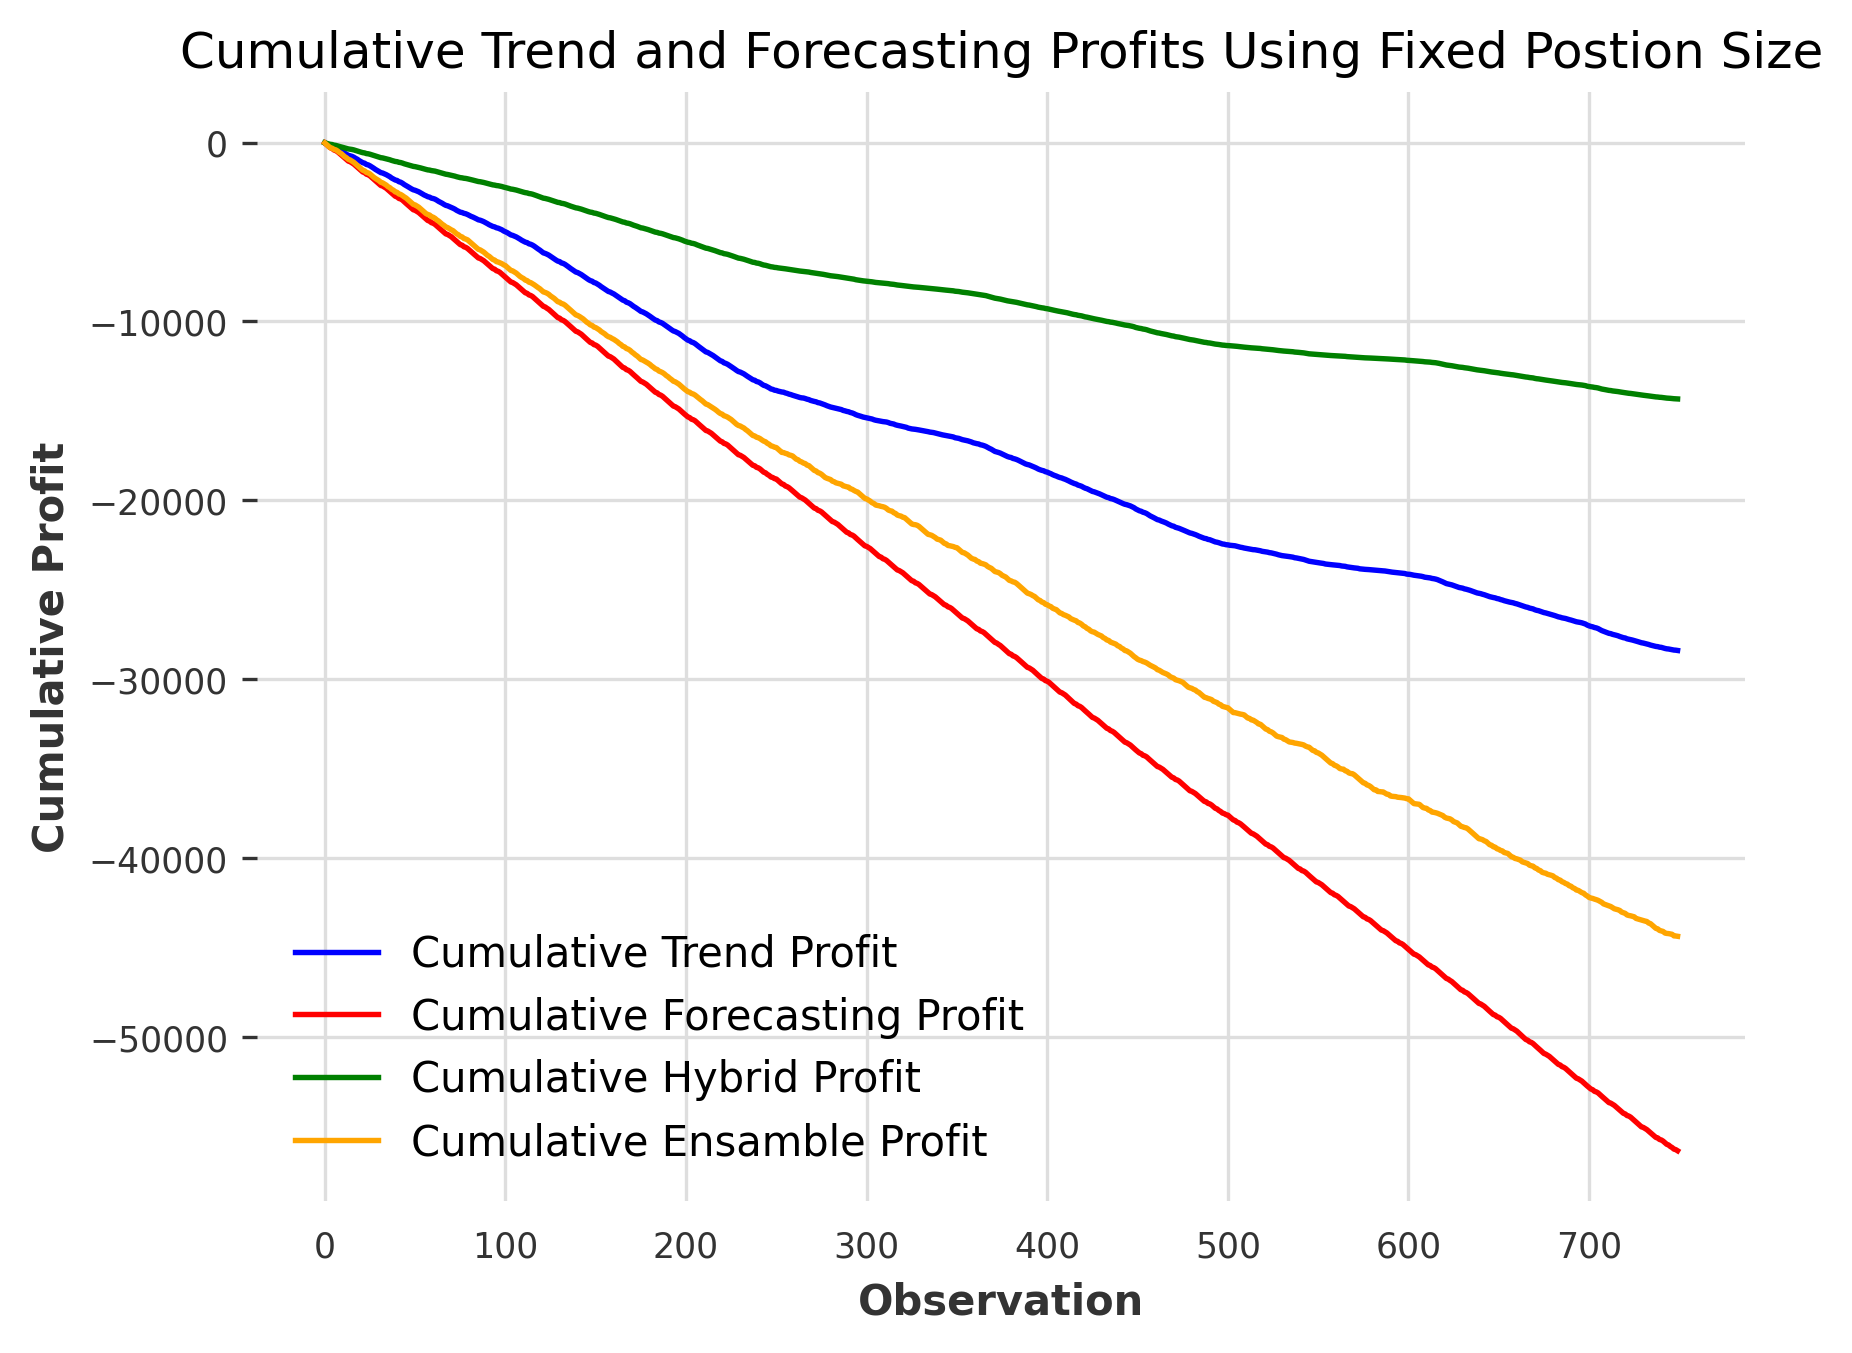 Cumulative Trend and Forecasting Profits Using Fixed Postion Size
0
−10000
−20000
−30000
−40000
−50000
Cumulative Profit
Cumulative Trend Profit
Cumulative Forecasting Profit
Cumulative Hybrid Profit
Cumulative Ensamble Profit
0 100 200 300 400 500 600 700
Observation